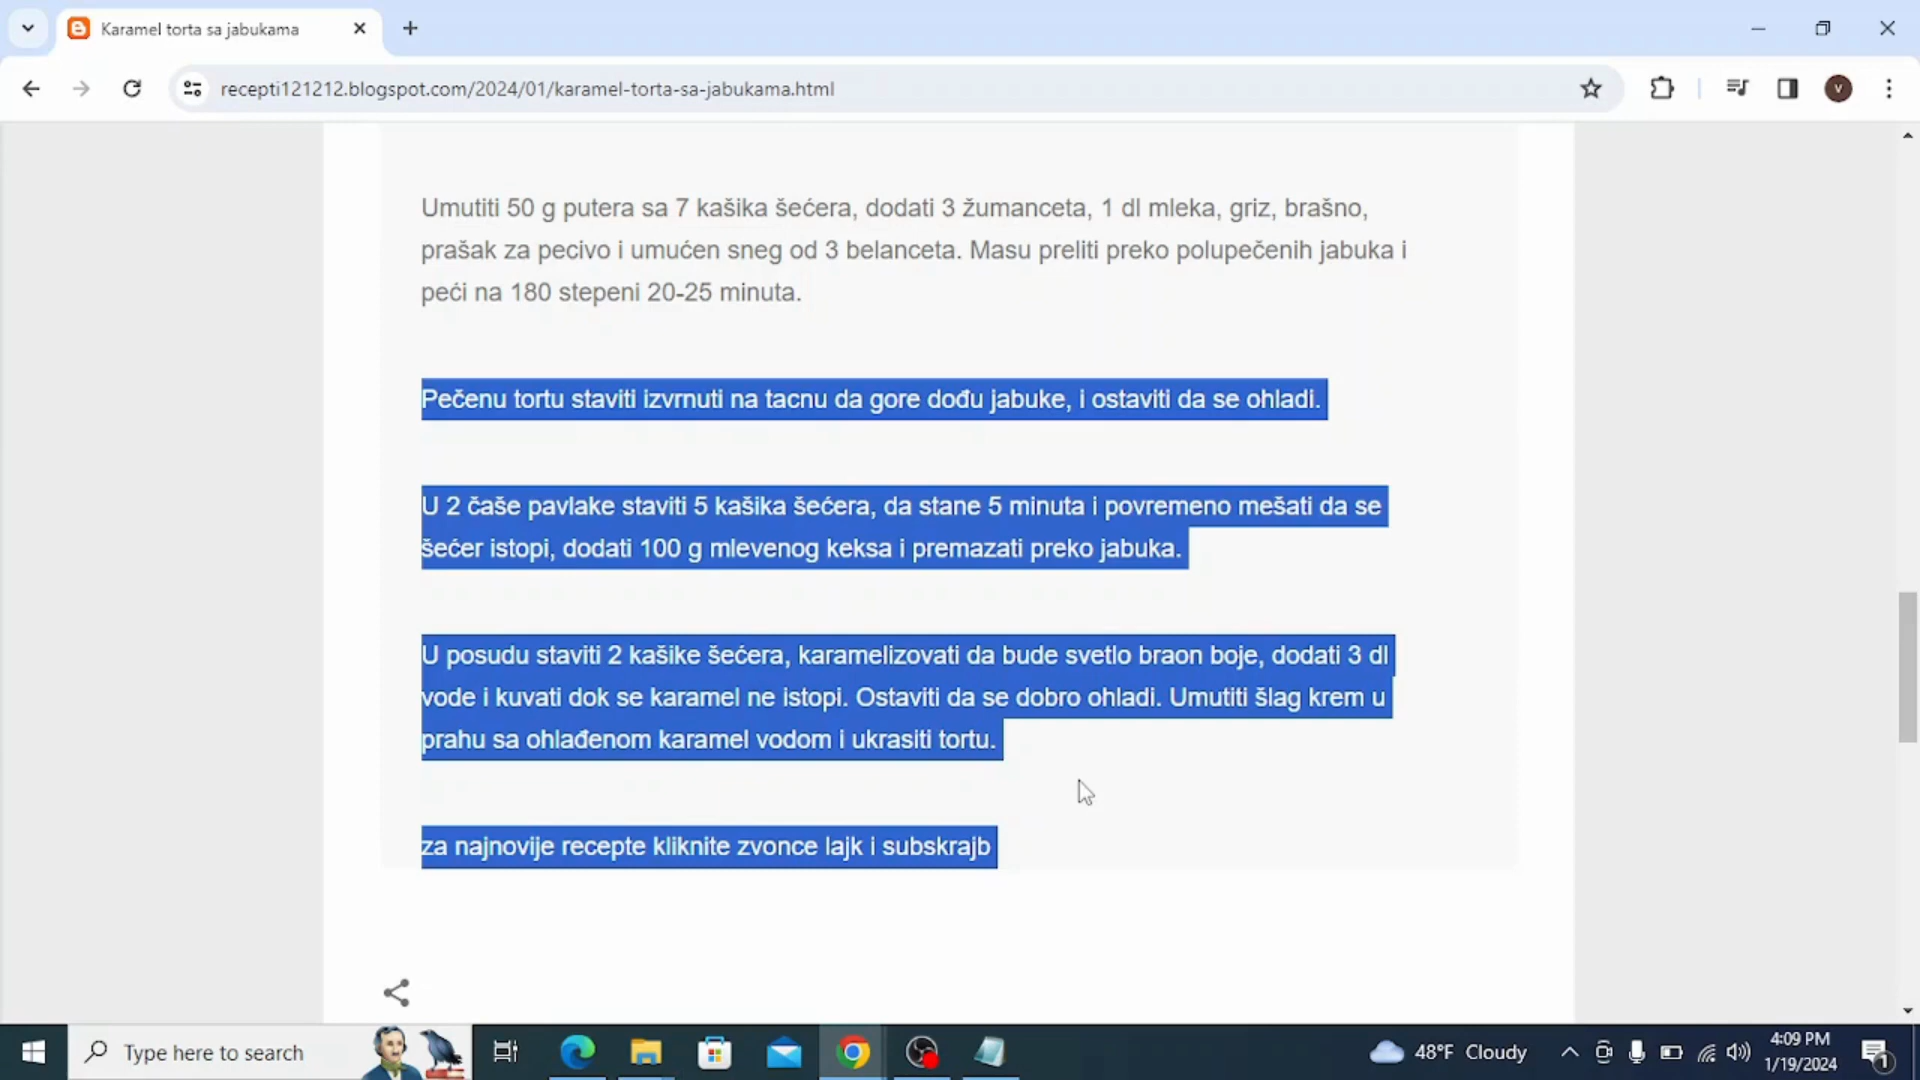 Karamel torta sa jabukama
recepti121212.blogspot.com/2024/01/karamel-torta-sa-jabukama.html
V
Umutiti 50 g putera sa 7 kašika šećera, dodati 3 žumanceta, 1 dl mleka, griz, brašno,
prašak za pecivo i umućen sneg od 3 belanceta. Masu preliti preko polupečenih jabuka i
peći na 180 stepeni 20-25 minuta.
Pečenu tortu staviti izvrnuti na tacnu da gore dođu jabuke, i ostaviti da se ohladi.
U 2 čaše pavlake staviti 5 kašika šećera, da stane 5 minuta i povremeno mešati da se
šećer istopi, dodati 100 g mlevenog keksa i premazati preko jabuka.
U posudu staviti 2 kašike šećera, karamelizovati da bude svetlo braon boje, dodati 3 dl
vode i kuvati dok se karamel ne istopi. Ostaviti da se dobro ohladi. Umutiti šlag krem u
prahu sa ohlađenom karamel vodom i ukrasiti tortu.
za najnovije recepte kliknite zvonce lajk i subskrajb
Type here to search
48°F Cloudy
4:09 PM
1/19/2024
1